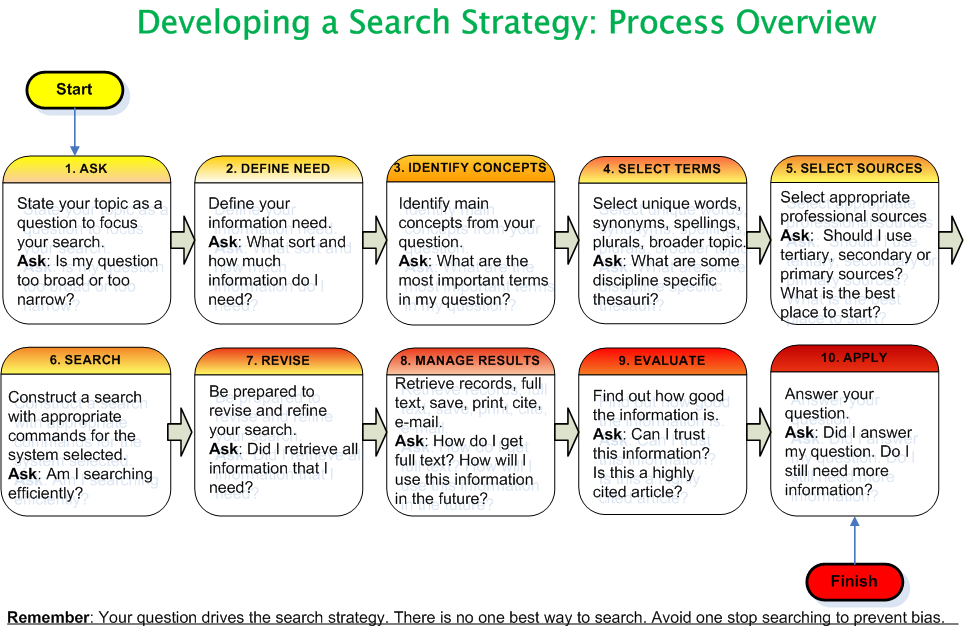 Developing a Search Strategy: Process Overview
Start
1. ASK
State your topic as a
question to focus
your search.
Ask: Is my question
too broad or too
narrow?
2. DEFINE NEED
Define your
information need.
Ask: What sort and
how much
information do I
need?
3. IDENTIFY CONCEPTS
Identify main
concepts from your
question.
Ask: What are the
most important terms
in my question?
4. SELECT TERMS
Select unique words,
synonyms, spellings,
plurals, broader topic.
Ask: What are some
discipline specific
thesauri?
5. SELECT SOURCES
Select appropriate
professional sources
Ask: Should I use
tertiary, secondary or
primary sources?
What is the best
place to start?
6. SEARCH
Construct a search
with appropriate
commands for the
system selected.
Ask: Am I searching
efficiently?
7. REVISE
Be prepared to
revise and refine
your search.
Ask: Did I retrieve all
information that I
need?
8. MANAGE RESULTS
Retrieve records, full
text, save, print, cite,
e-mail.
Ask: How do I get
full text? How will I
use this information
in the future?
9. EVALUATE
Find out how good
the information is.
Ask: Can I trust
this information?
Is this a highly
cited article?
10. APPLY
Answer your
question.
Ask: Did I answer
my question. Do I
still need more
information?
Finish
Remember: Your question drives the search strategy. There is no one best way to search. Avoid one stop searching to prevent bias.